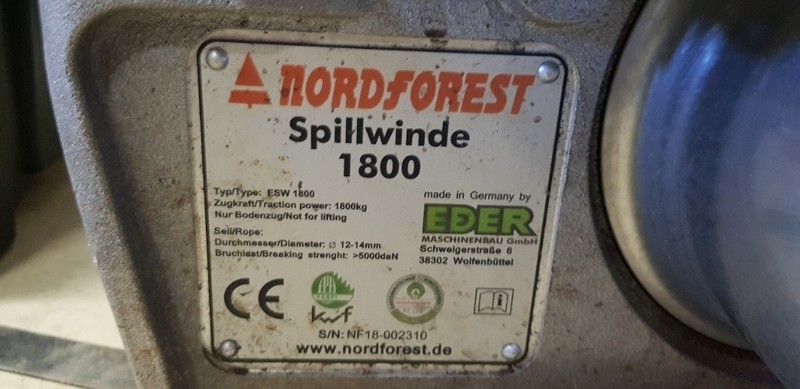 NORDFOREST
Spillwinde
1800
Typ/Type: ESW 1800
Zugkraft/Traction power: 1800kg
Nur Bodenzug/Not for lifting
Seil/Rope:
Durchmesser/Diameter: ∅ 12-14mm
Bruchlast/Breaking strenght: >5000daN
made in Germany by
EDER
MASCHINENBAU GmbH
Schweigerstraße 6
38302 Wolfenbüttel
CE
kwf
S/N: NF18-002310
www.nordforest.de